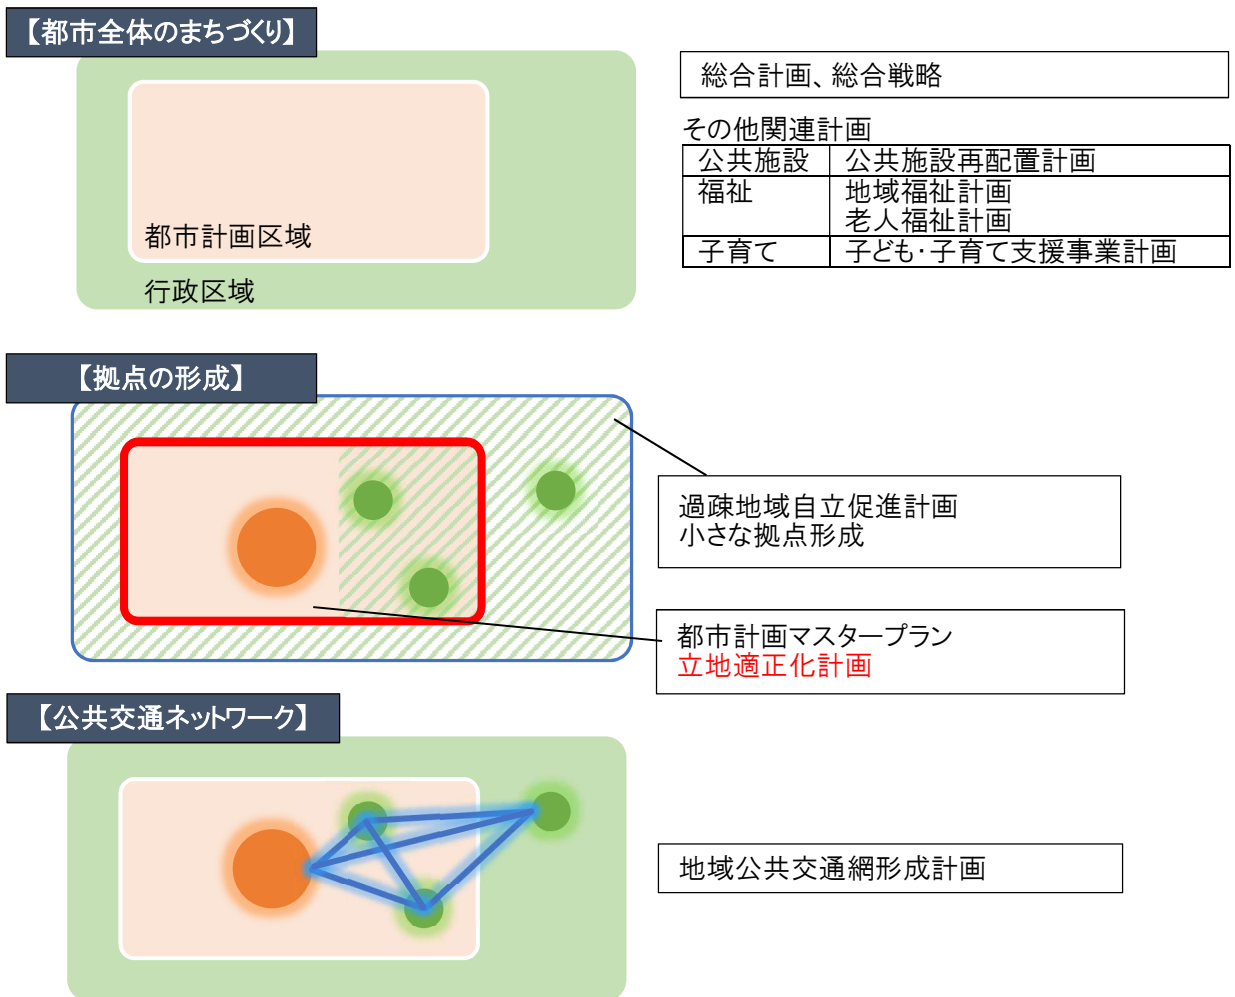 【都市全体のまちづくり】
都市計画区域
行政区域
総合計画、総合戦略
その他関連計画
公共施設 公共施設再配置計画
福祉 地域福祉計画
老人福祉計画
子育て 子ども・子育て支援事業計画
【拠点の形成】
過疎地域自立促進計画
小さな拠点形成
都市計画マスタープラン
立地適正化計画
【公共交通ネットワーク】
地域公共交通網形成計画